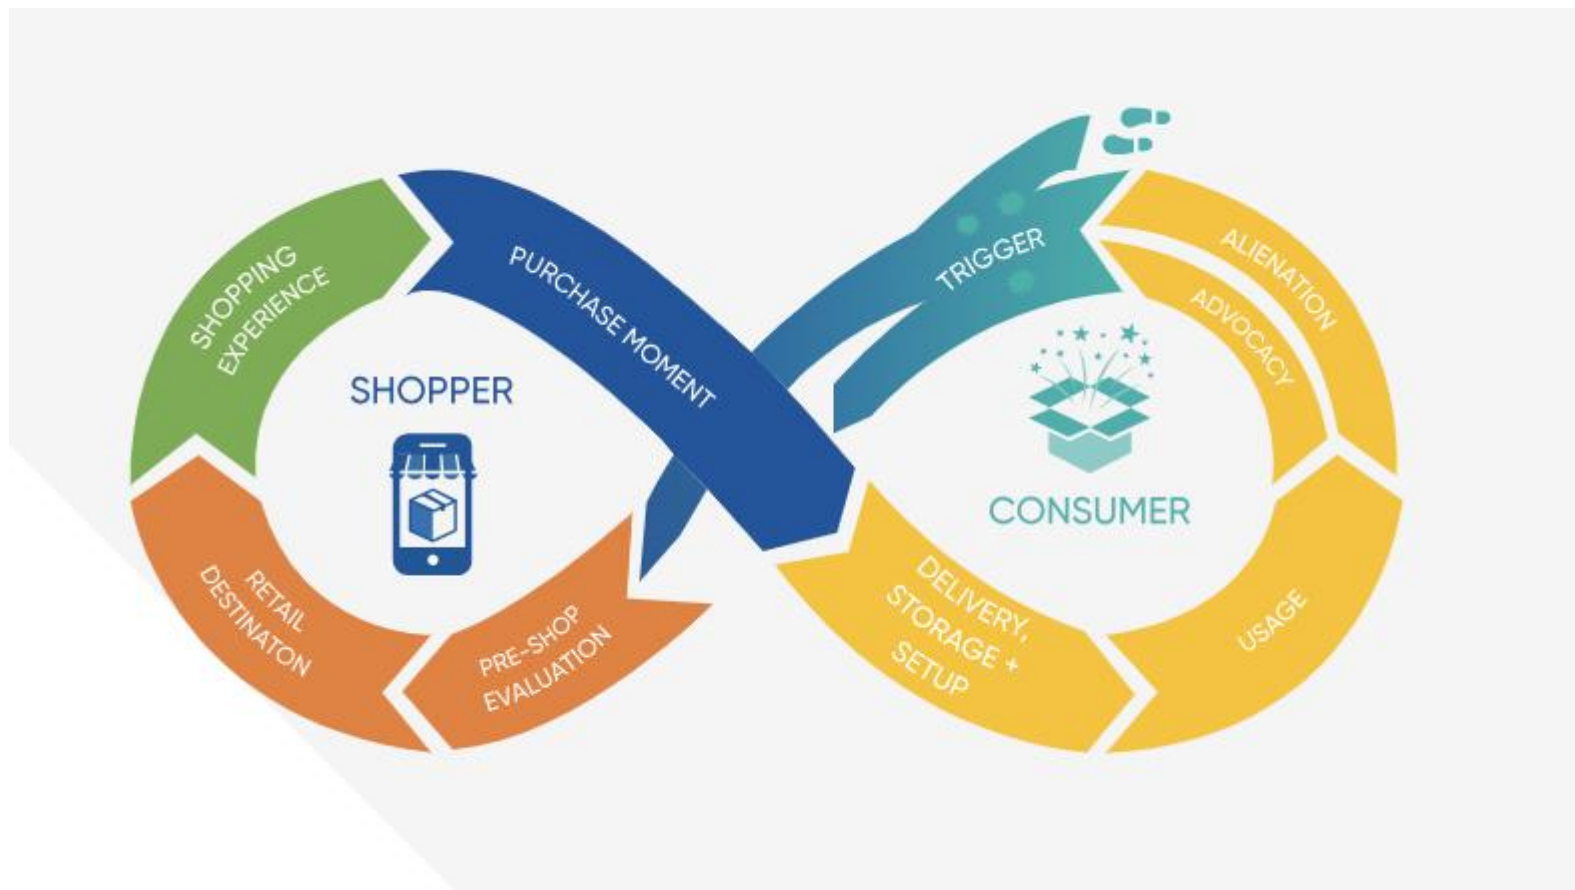 SHOPPING
EXPERIENCE
PURCHASE MOMENT
TRIGGER
ALIENATION
ADVOCACY
SHOPPER
CONSUMER
RETAIL
DESTINATON
PRE-SHOP
EVALUATION
DELIVERY,
STORAGE +
SETUP
USAGE